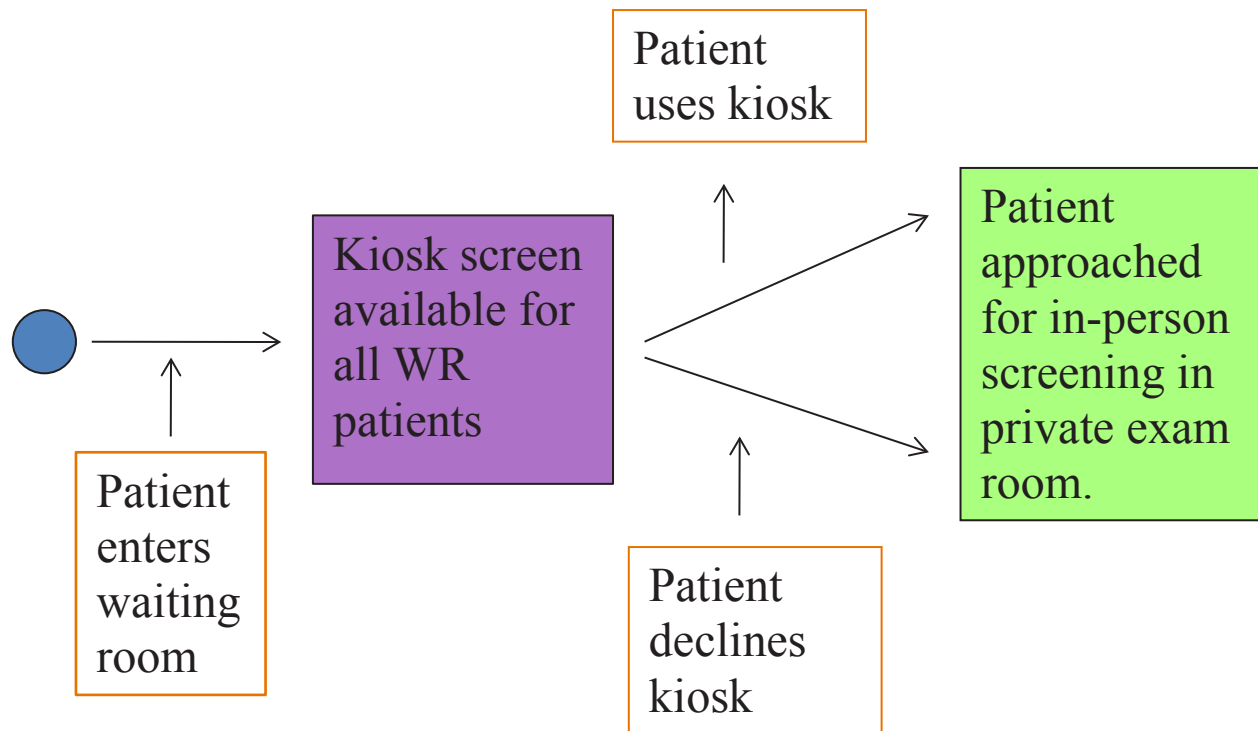 Patient
enters
waiting
room
Kiosk screen
available for
all WR
patients
Patient
uses kiosk
Patient
declines
kiosk
Patient
approached
for in-person
screening in
private exam
room.